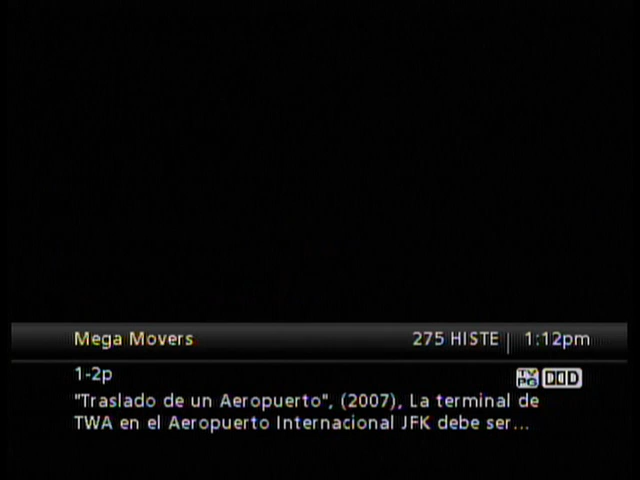 Mega Movers 275 HISTE 1:12pm
1-2p TV PG
"Traslado de un Aeropuerto", (2007), La terminal de
TWA en el Aeropuerto Internacional JFK debe ser...